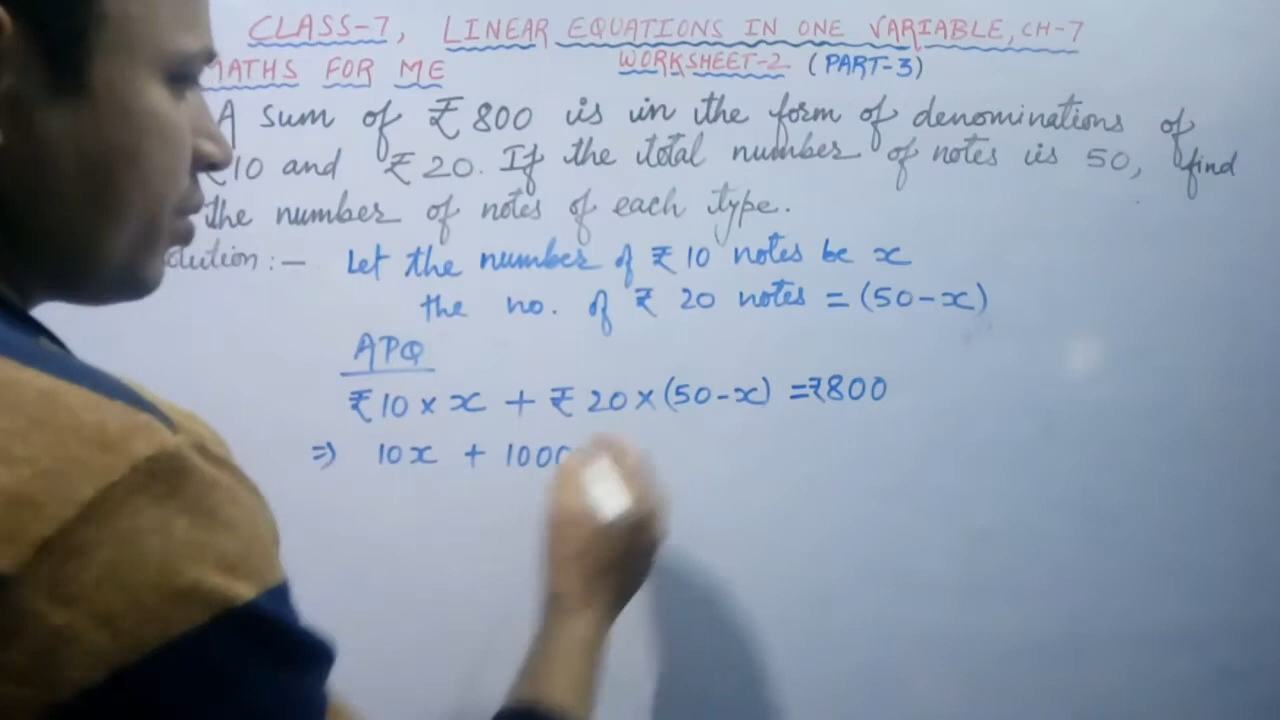 CLASS-7, LINEAR EQUATIONS IN ONE VARIABLE, CH-7
MATHS FOR ME WORKSHEET-2 (PART-3)
A sum of ₹800 is in the form of denominations of
₹10 and ₹20. If the total number of notes is 50, find
the number of notes of each type.
olution :- Let the number of ₹10 notes be x
the no. of ₹ 20 notes = (50-x)
APQ
₹10 × x + ₹ 20 × (50-x) = ₹800
⇒ 10x + 1000